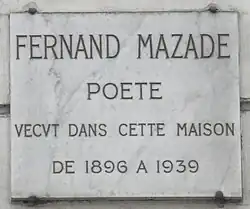 FERNAND MAZADE
POETE
VECVT DANS CETTE MAISON
DE 1896 A 1939